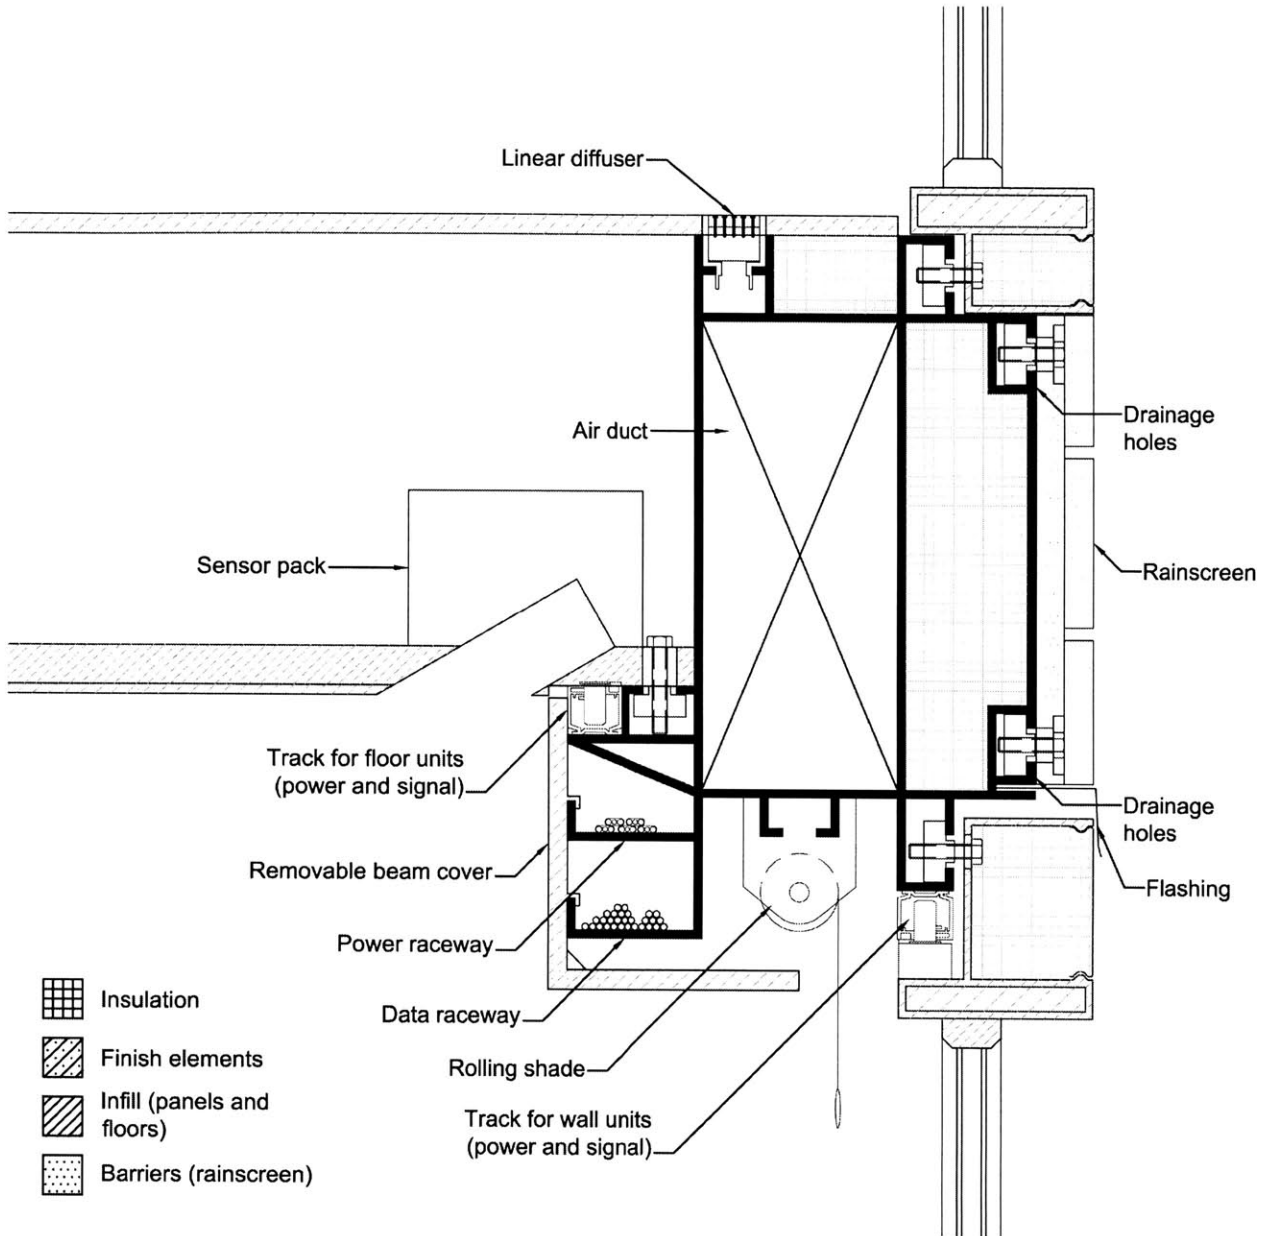 Linear diffuser
Air duct
Drainage
holes
Sensor pack
Rainscreen
Track for floor units
(power and signal)
Drainage
holes
Removable beam cover
Flashing
Power raceway
Data raceway
Rolling shade
Track for wall units
(power and signal)
Insulation
Finish elements
Infill (panels and
floors)
Barriers (rainscreen)